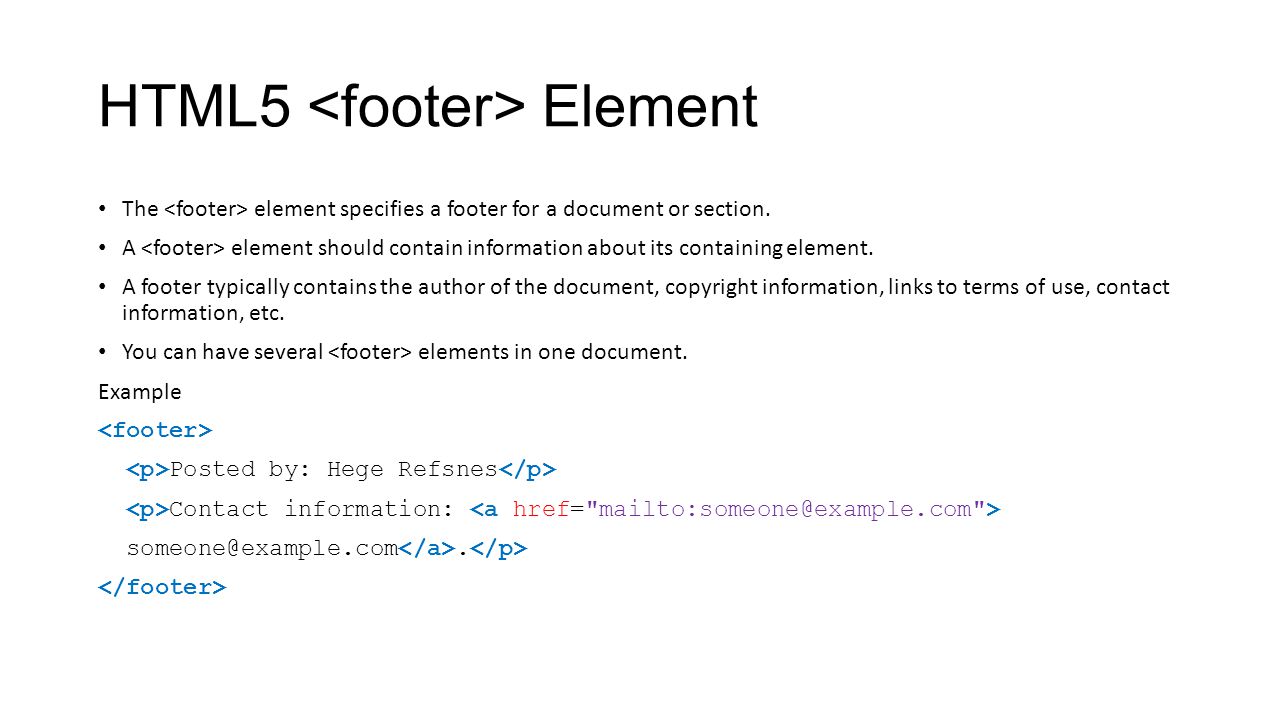 HTML5 <footer> Element
• The <footer> element specifies a footer for a document or section.
• A <footer> element should contain information about its containing element.
• A footer typically contains the author of the document, copyright information, links to terms of use, contact
information, etc.
• You can have several <footer> elements in one document.
Example
<footer>
<p>Posted by: Hege Refsnes</p>
<p>Contact information: <a href="mailto:someone@example.com">
someone@example.com</a>.</p>
</footer>